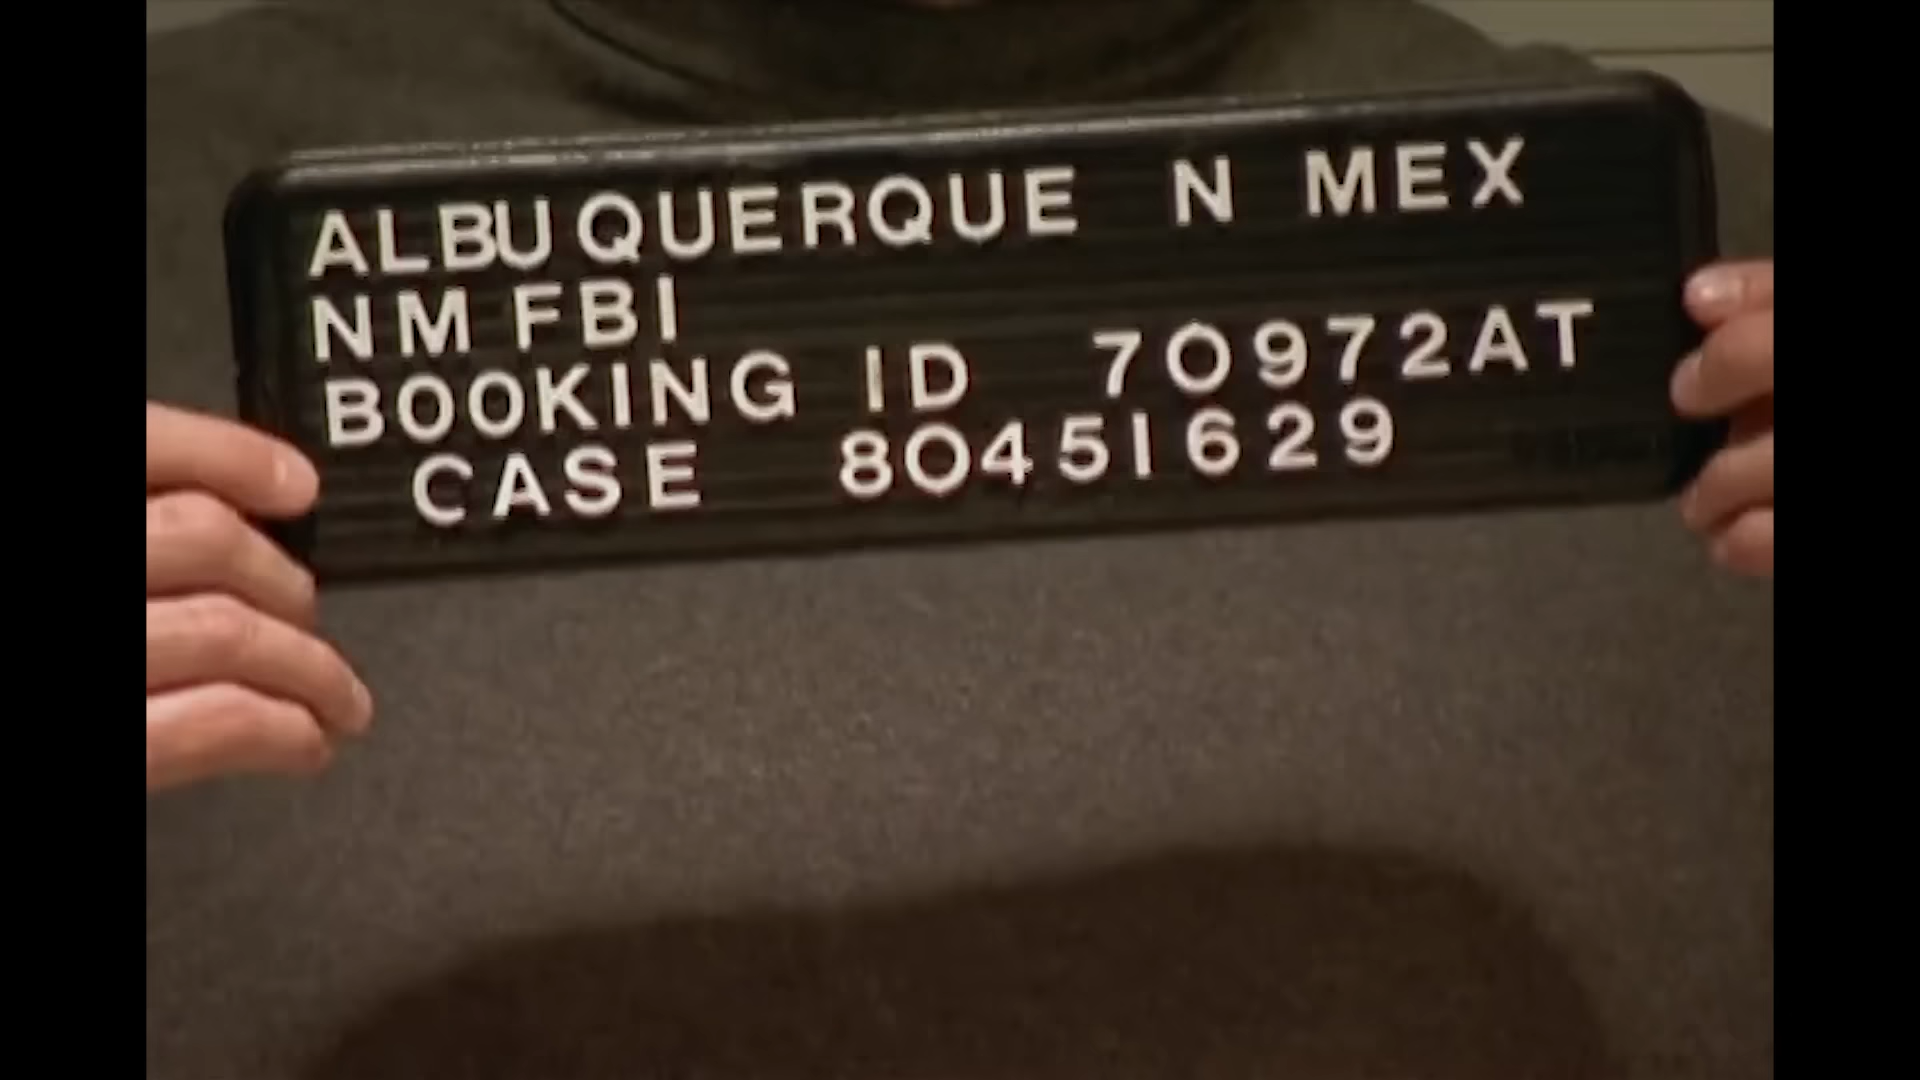 ALBUQUERQUE N MEX
NM FBI
BOOKING ID 70972AT
CASE 80451629